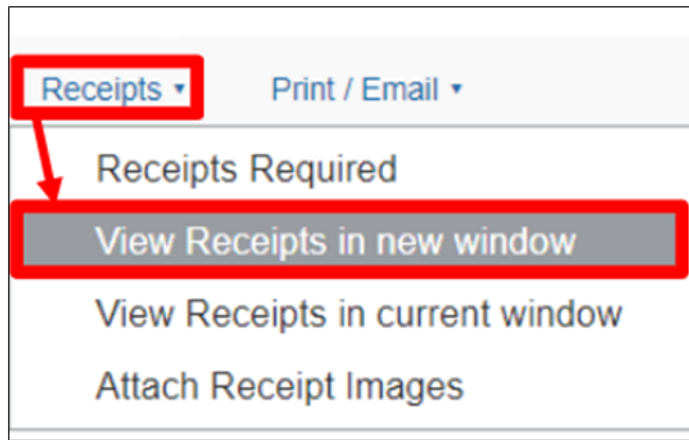 Receipts ▾ Print / Email ▾
Receipts Required
View Receipts in new window
View Receipts in current window
Attach Receipt Images